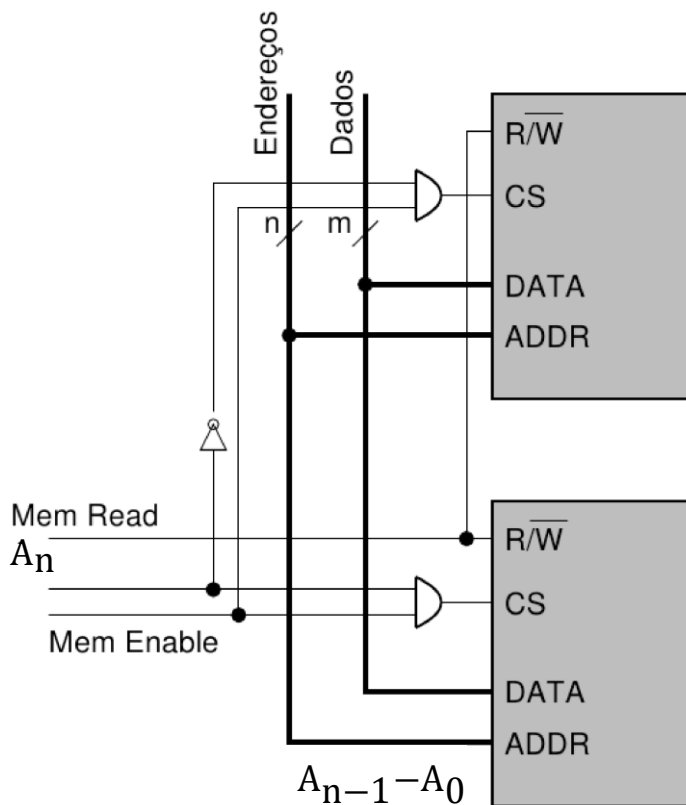 Endereços
Dados
R/W̅
CS
n
m
DATA
ADDR
Mem Read
Aₙ
R/W̅
CS
Mem Enable
DATA
ADDR
Aₙ₋₁–A₀